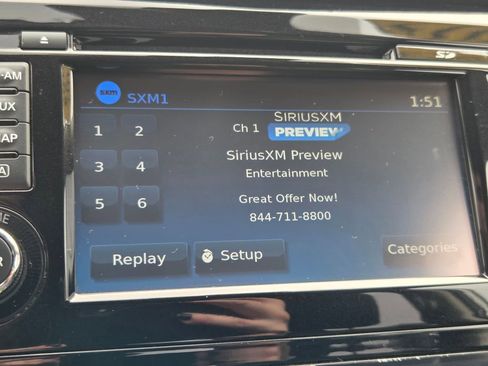 SD
AM
UX
AP
A
ME
R
sxm
SXM1
1:51
1
2
3
4
5
6
Ch 1
SIRIUSXM
PREVIEW
SiriusXM Preview
Entertainment
Great Offer Now!
844-711-8800
Replay
Setup
Categories